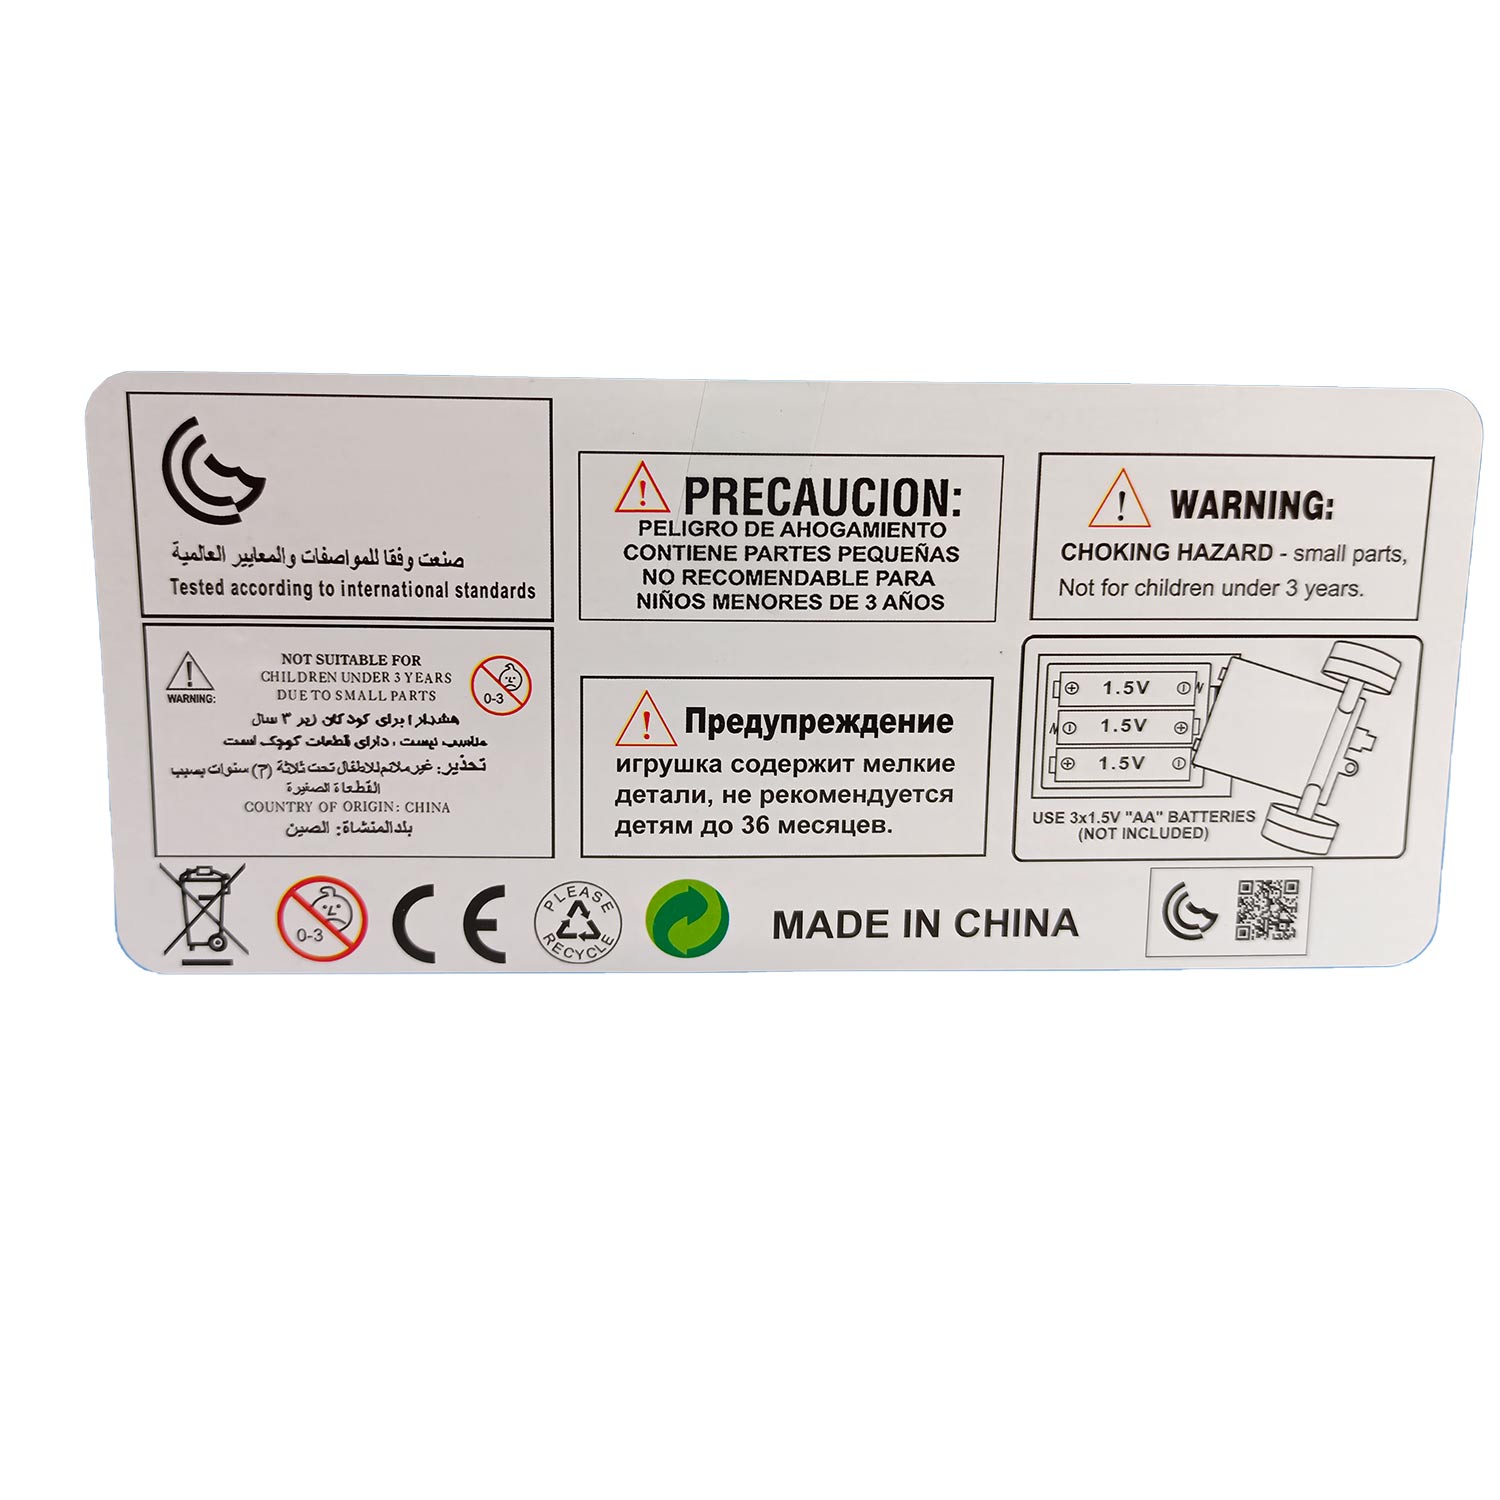 صنعت وفقا للمواصفات والمعايير العالمية
Tested according to international standards
WARNING:
NOT SUITABLE FOR
CHILDREN UNDER 3 YEARS
DUE TO SMALL PARTS
0-3
هشدار! برای کودکان زیر ۳ سال
مناسب نیست ، دارای قطعات کوچک است
تحذير: غير ملائم للاطفال تحت ثلاثة (٣) سنوات بسبب
القطعاة الصغيرة
COUNTRY OF ORIGIN: CHINA
بلد المنشاة: الصين
PRECAUCION:
PELIGRO DE AHOGAMIENTO
CONTIENE PARTES PEQUEÑAS
NO RECOMENDABLE PARA
NIÑOS MENORES DE 3 AÑOS
Предупреждение
игрушка содержит мелкие
детали, не рекомендуется
детям до 36 месяцев.
WARNING:
CHOKING HAZARD - small parts,
Not for children under 3 years.
1.5V
1.5V
1.5V
USE 3x1.5V "AA" BATTERIES
(NOT INCLUDED)
0-3
CE
PLEASE
RECYCLE
MADE IN CHINA